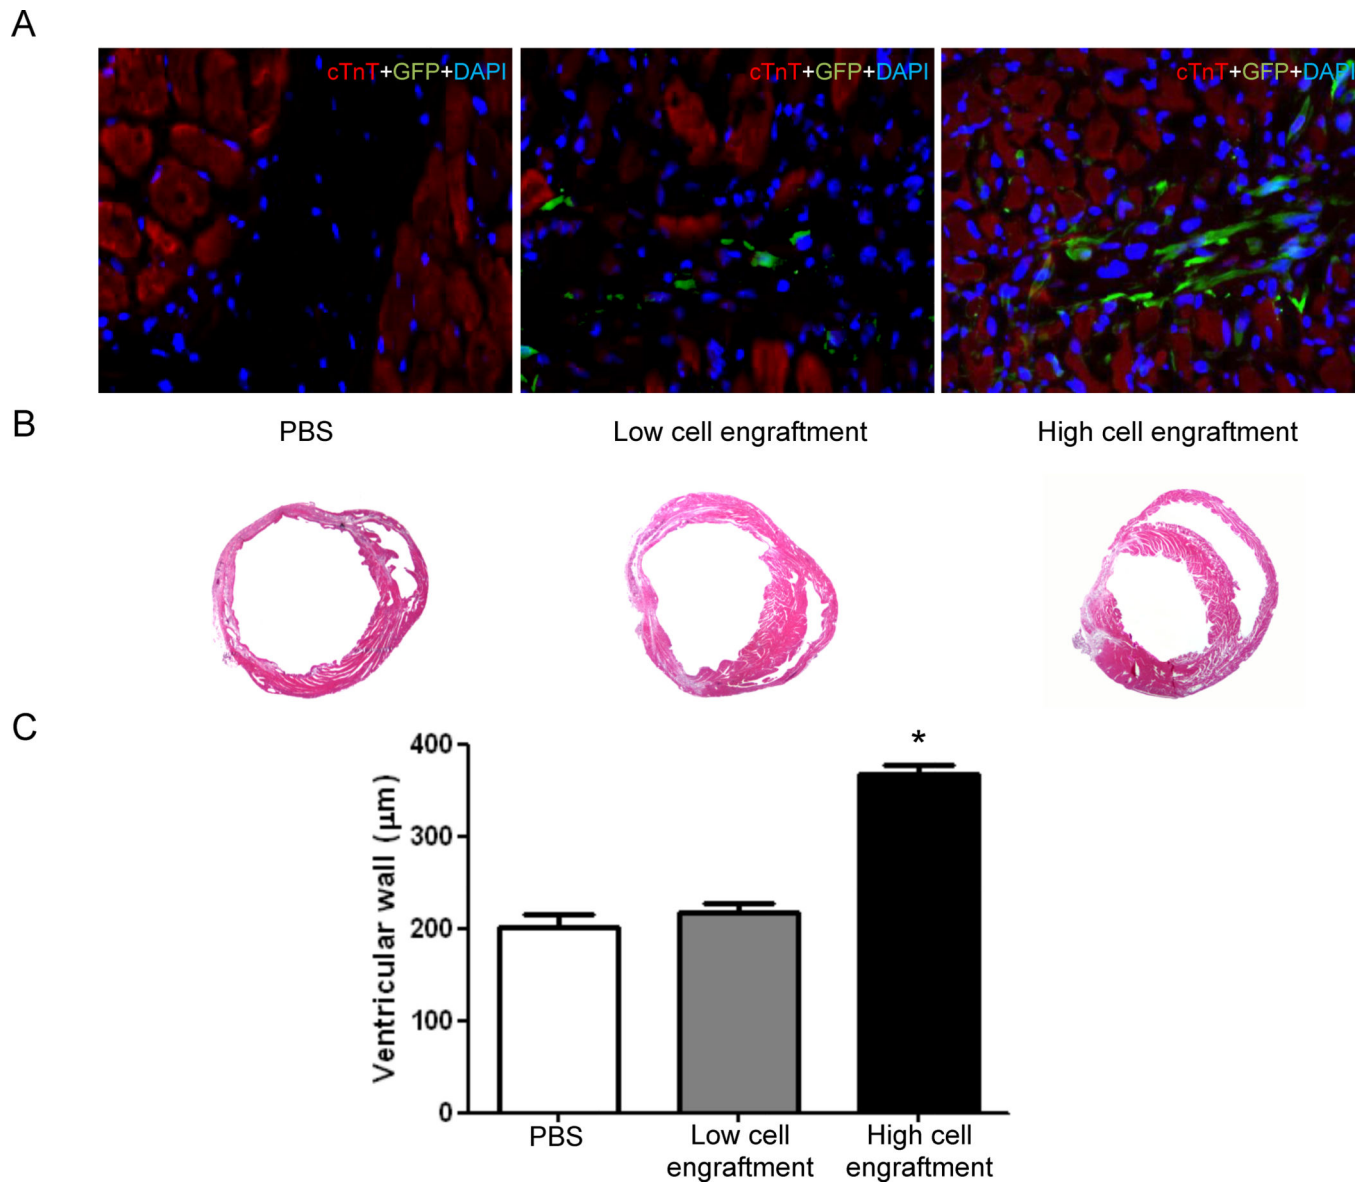 A
cTnT+GFP+DAPI
cTnT+GFP+DAPI
cTnT+GFP+DAPI
B
PBS
Low cell engraftment
High cell engraftment
C
400
300
200
100
0
Ventricular wall (μm)
*
PBS
Low cell
engraftment
High cell
engraftment